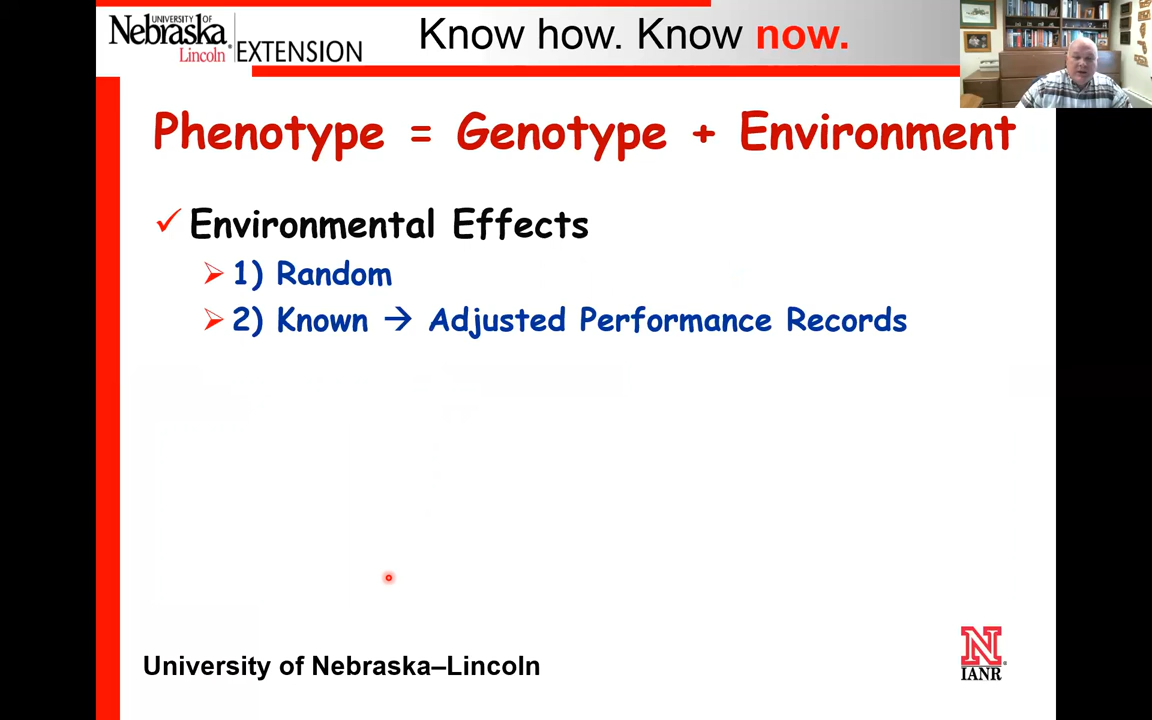 UNIVERSITY OF
Nebraska
Lincoln
EXTENSION
Know how. Know now.
Phenotype = Genotype + Environment
✓ Environmental Effects
➢ 1) Random
➢ 2) Known → Adjusted Performance Records
University of Nebraska–Lincoln
N
IANR